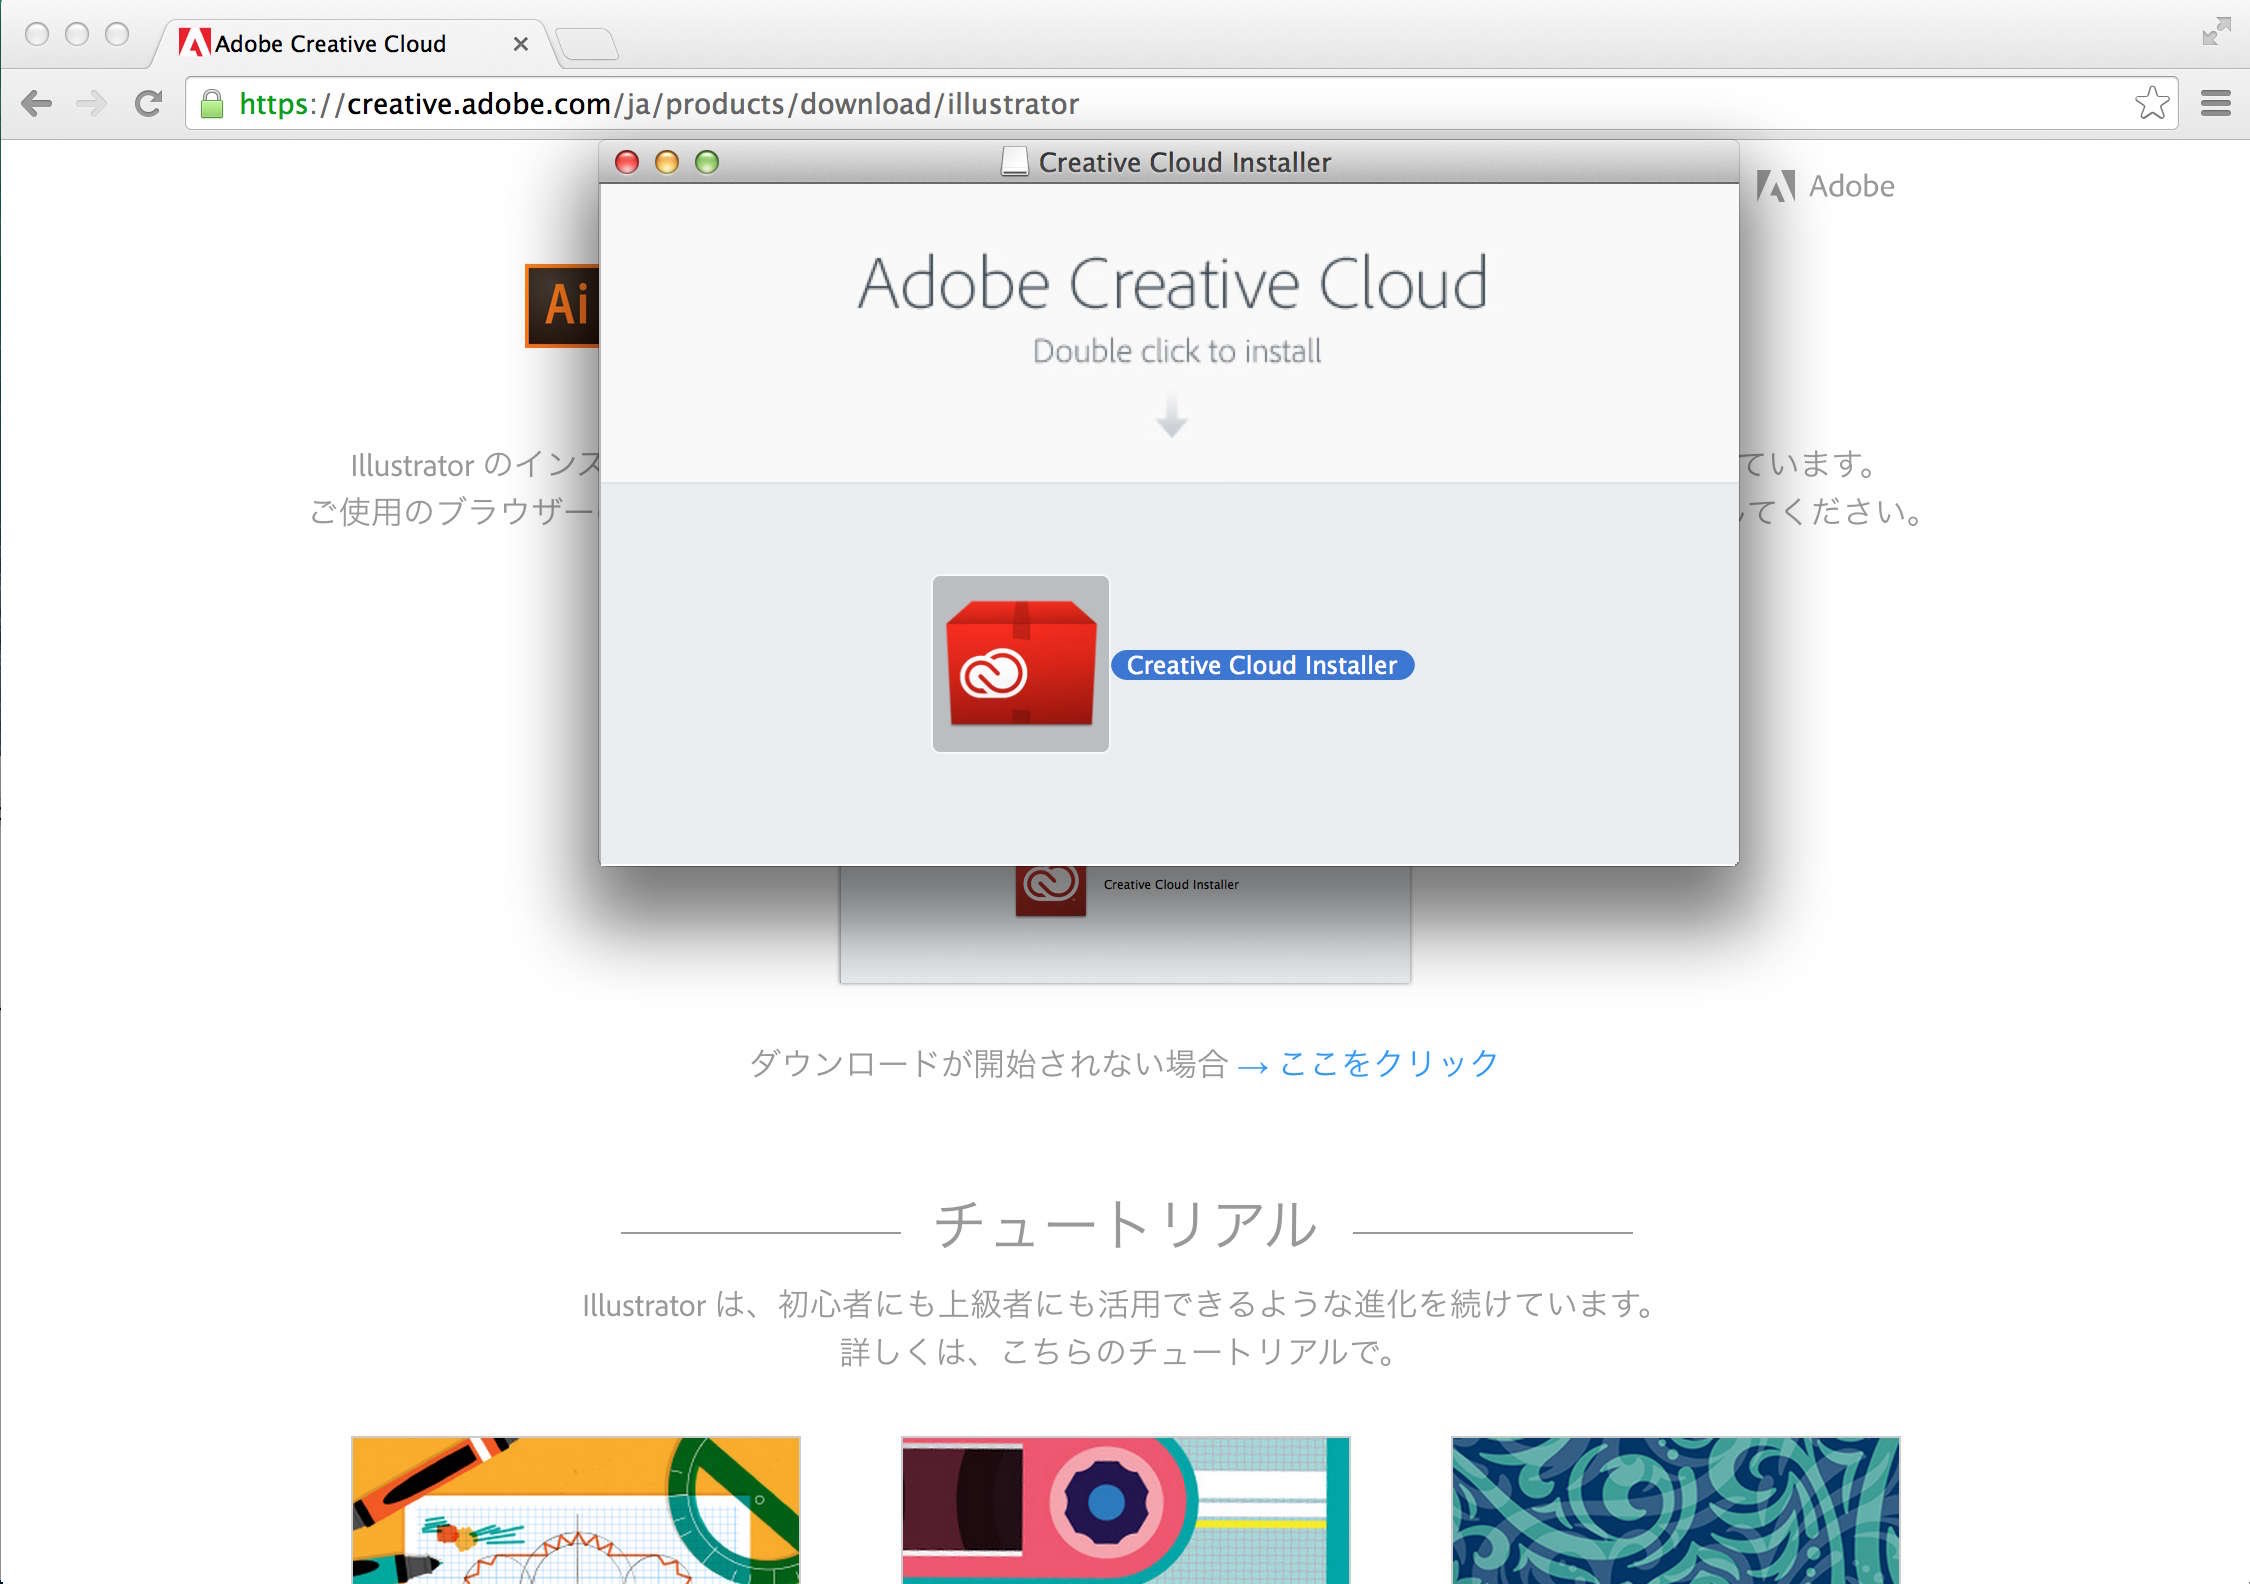 Adobe Creative Cloud
https://creative.adobe.com/ja/products/download/illustrator
Creative Cloud Installer
Adobe
Adobe Creative Cloud
Ai
Double click to install
Illustrator のインス
ています。
ご使用のブラウザー
てください。
Creative Cloud Installer
Creative Cloud Installer
ダウンロードが開始されない場合 → ここをクリック
チュートリアル
Illustrator は、初心者にも上級者にも活用できるような進化を続けています。
詳しくは、こちらのチュートリアルで。